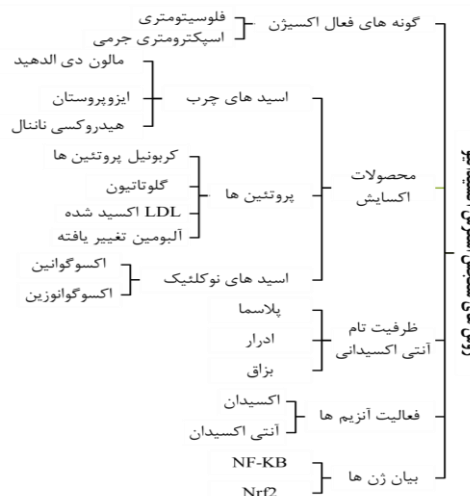 گونه های فعال اکسیژن
فلوسیتومتری
اسپکترومتری جرمی
محصولات
اکسایش
اسید های چرب
مالون دی الدهید
ایزوپروستان
هیدروکسی ناننال
پروتئین ها
کربونیل پروتئین ها
گلوتاتیون
LDL اکسید شده
آلبومین تغییر یافته
اسید های نوکلئیک
اکسوگوانین
اکسوگوانوزین
ظرفیت تام
آنتی اکسیدانی
پلاسما
ادرار
بزاق
فعالیت آنزیم ها
اکسیدان
آنتی اکسیدان
بیان ژن ها
NF-KB
Nrf2